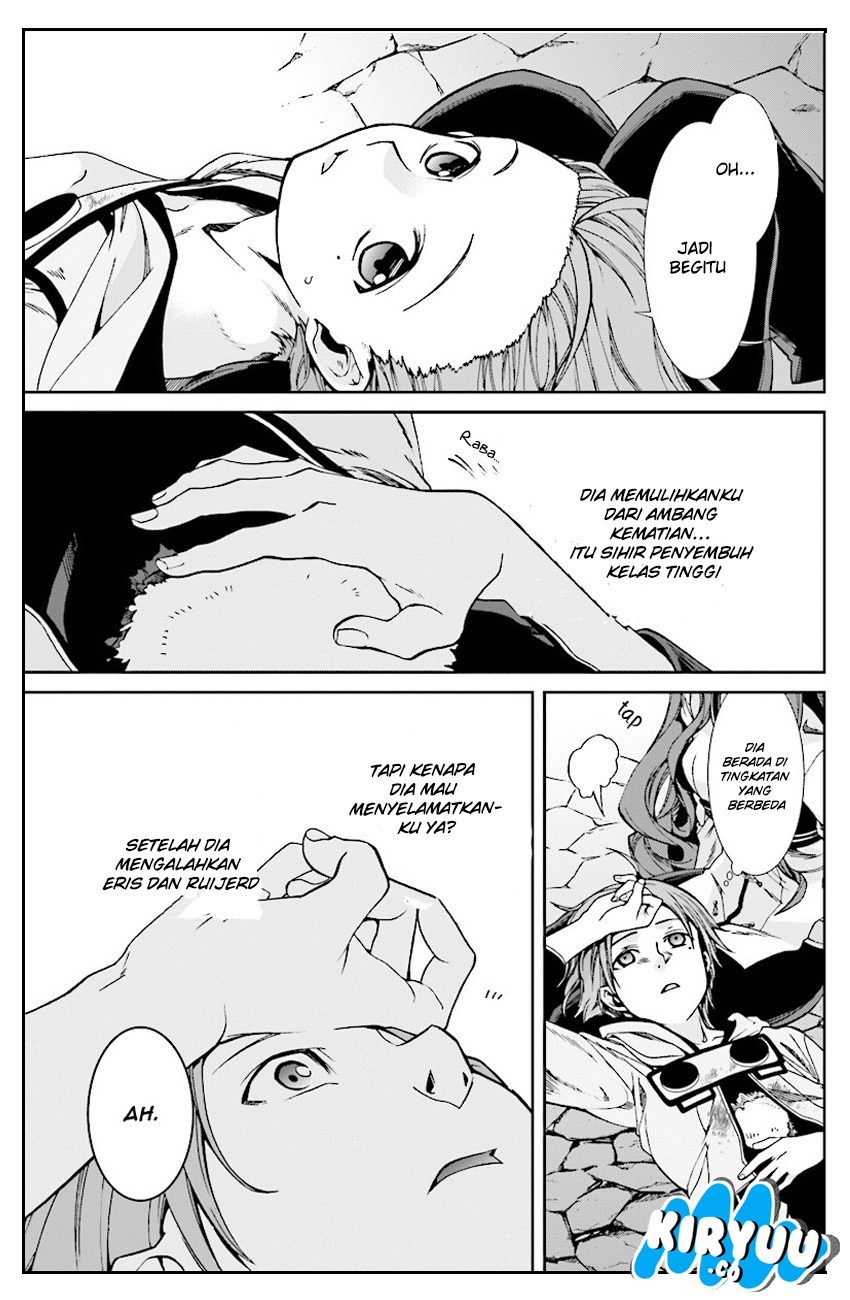 OH...
JADI
BEGITU
RABA...
DIA MEMULIHKANKU
DARI AMBANG
KEMATIAN...
ITU SIHIR PENYEMBUH
KELAS TINGGI
tap
DIA
BERADA DI
TINGKATAN
YANG
BERBEDA
TAPI KENAPA
DIA MAU
MENYELAMATKAN-
KU YA?
SETELAH DIA
MENGALAHKAN
ERIS DAN RUIJERD
AH.
KIRYUU
.CO